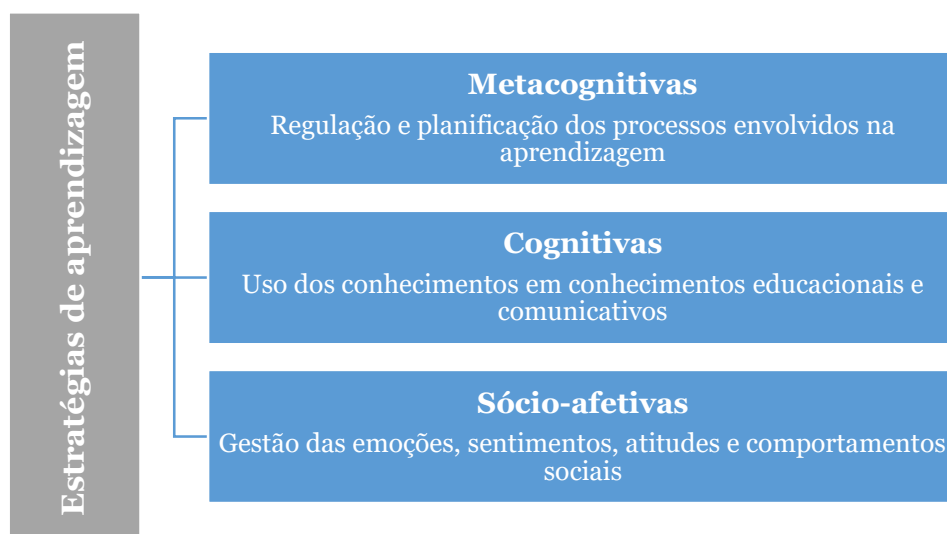 Estratégias de aprendizagem
Metacognitivas
Regulação e planificação dos processos envolvidos na
aprendizagem
Cognitivas
Uso dos conhecimentos em conhecimentos educacionais e
comunicativos
Sócio-afetivas
Gestão das emoções, sentimentos, atitudes e comportamentos
sociais